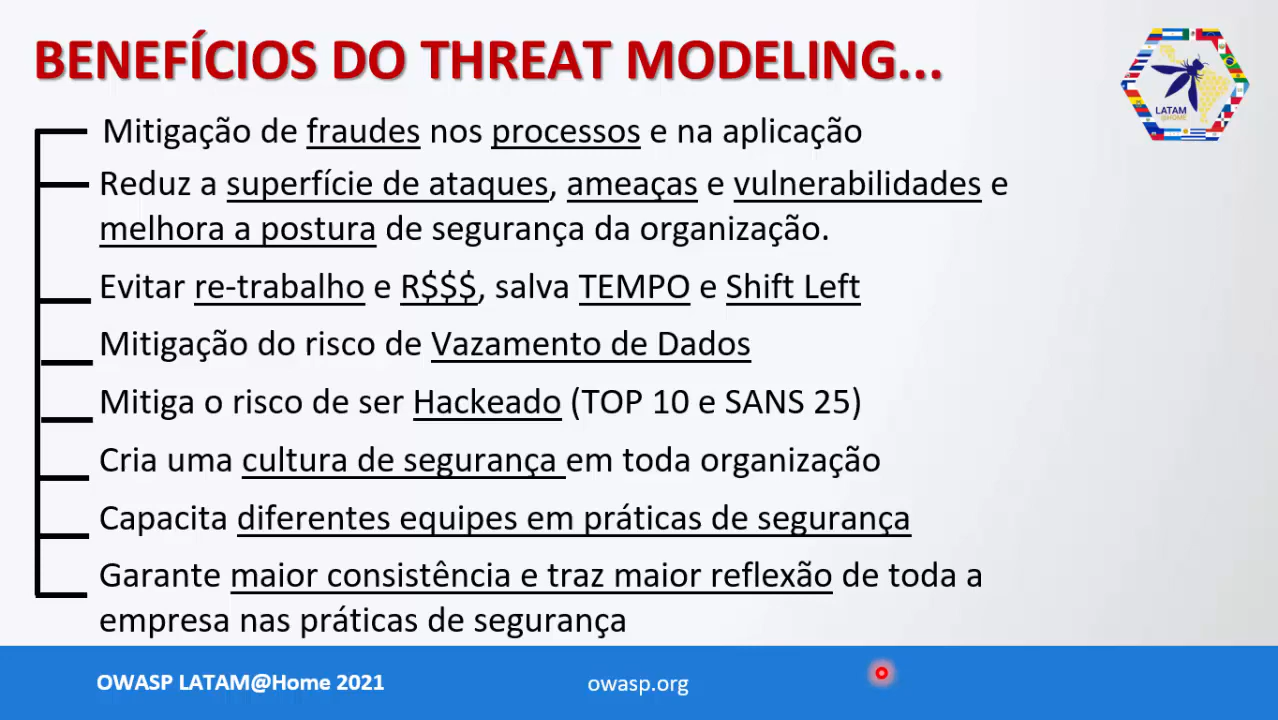 BENEFÍCIOS DO THREAT MODELING...
LATAM
@HOME
Mitigação de fraudes nos processos e na aplicação
Reduz a superfície de ataques, ameaças e vulnerabilidades e
melhora a postura de segurança da organização.
Evitar re-trabalho e R$$$, salva TEMPO e Shift Left
Mitigação do risco de Vazamento de Dados
Mitiga o risco de ser Hackeado (TOP 10 e SANS 25)
Cria uma cultura de segurança em toda organização
Capacita diferentes equipes em práticas de segurança
Garante maior consistência e traz maior reflexão de toda a
empresa nas práticas de segurança
OWASP LATAM@Home 2021
owasp.org